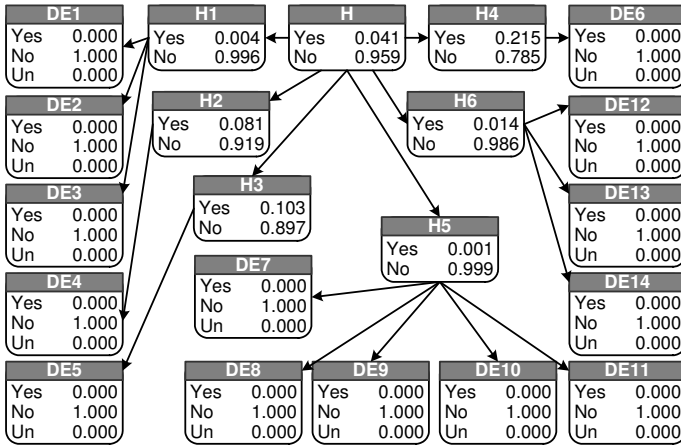 DE1
Yes 0.000
No 1.000
Un 0.000
H1
Yes 0.004
No 0.996
H
Yes 0.041
No 0.959
H4
Yes 0.215
No 0.785
DE6
Yes 0.000
No 1.000
Un 0.000
DE2
Yes 0.000
No 1.000
Un 0.000
H2
Yes 0.081
No 0.919
H6
Yes 0.014
No 0.986
DE12
Yes 0.000
No 1.000
Un 0.000
DE3
Yes 0.000
No 1.000
Un 0.000
H3
Yes 0.103
No 0.897
DE13
Yes 0.000
No 1.000
Un 0.000
H5
Yes 0.001
No 0.999
DE4
Yes 0.000
No 1.000
Un 0.000
DE7
Yes 0.000
No 1.000
Un 0.000
DE14
Yes 0.000
No 1.000
Un 0.000
DE5
Yes 0.000
No 1.000
Un 0.000
DE8
Yes 0.000
No 1.000
Un 0.000
DE9
Yes 0.000
No 1.000
Un 0.000
DE10
Yes 0.000
No 1.000
Un 0.000
DE11
Yes 0.000
No 1.000
Un 0.000